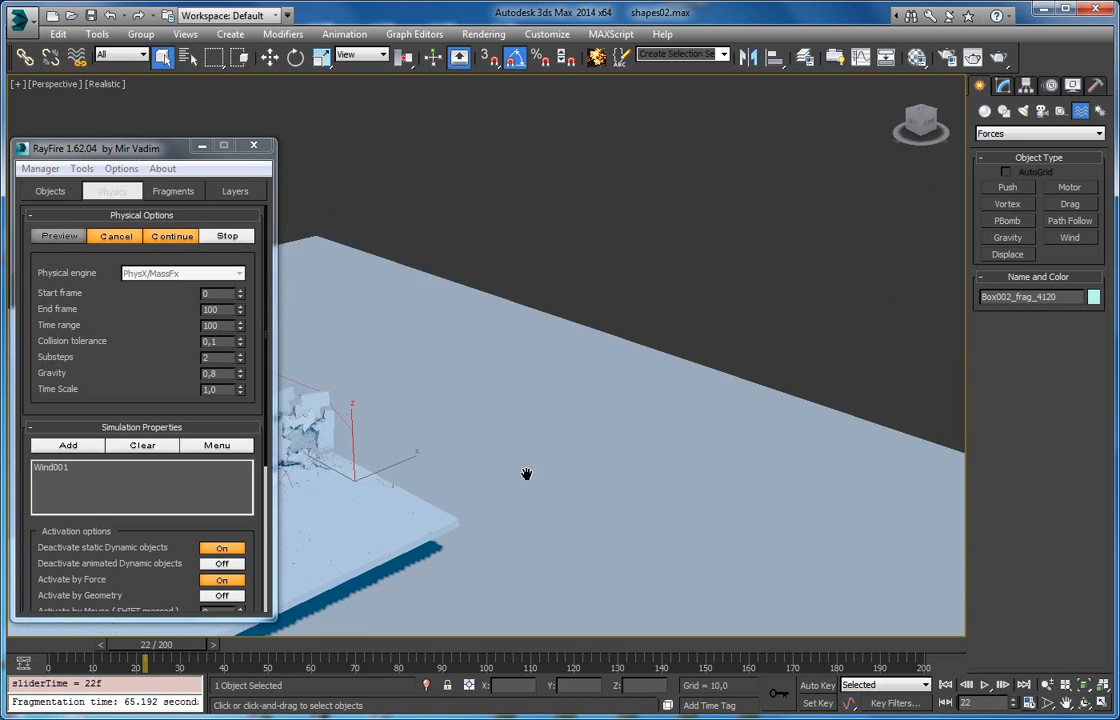 Workspace: Default
Autodesk 3ds Max 2014 x64 shapes02.max
Edit Tools Group Views Create Modifiers Animation Graph Editors Rendering Customize MAXScript Help
All View Create Selection Se
[+] [Perspective] [Realistic]
RayFire 1.62.04 by Mir Vadim
Manager Tools Options About
Objects Physics Fragments Layers
- Physical Options
Preview Cancel Continue Stop
Physical engine PhysX/MassFx
Start frame 0
End frame 100
Time range 100
Collision tolerance 0,1
Substeps 2
Gravity 0,8
Time Scale 1,0
- Simulation Properties
Add Clear Menu
Wind001
Activation options
Deactivate static Dynamic objects On
Deactivate animated Dynamic objects Off
Activate by Force On
Activate by Geometry Off
Activate by Mouse ( SHIFT pressed )
z
x
Forces
- Object Type
AutoGrid
Push Motor
Vortex Drag
PBomb Path Follow
Gravity Wind
Displace
- Name and Color
Box002_frag_4120
< 22 / 200 >
0 10 20 30 40 50 60 70 80 90 100 110 120 130 140 150 160 170 180 190 200
sliderTime = 22f
Fragmentation time: 65.192 second
1 Object Selected
Click or click-and-drag to select objects
X: Y: Z: Grid = 10,0
Add Time Tag
Auto Key Selected
Set Key Key Filters...
22